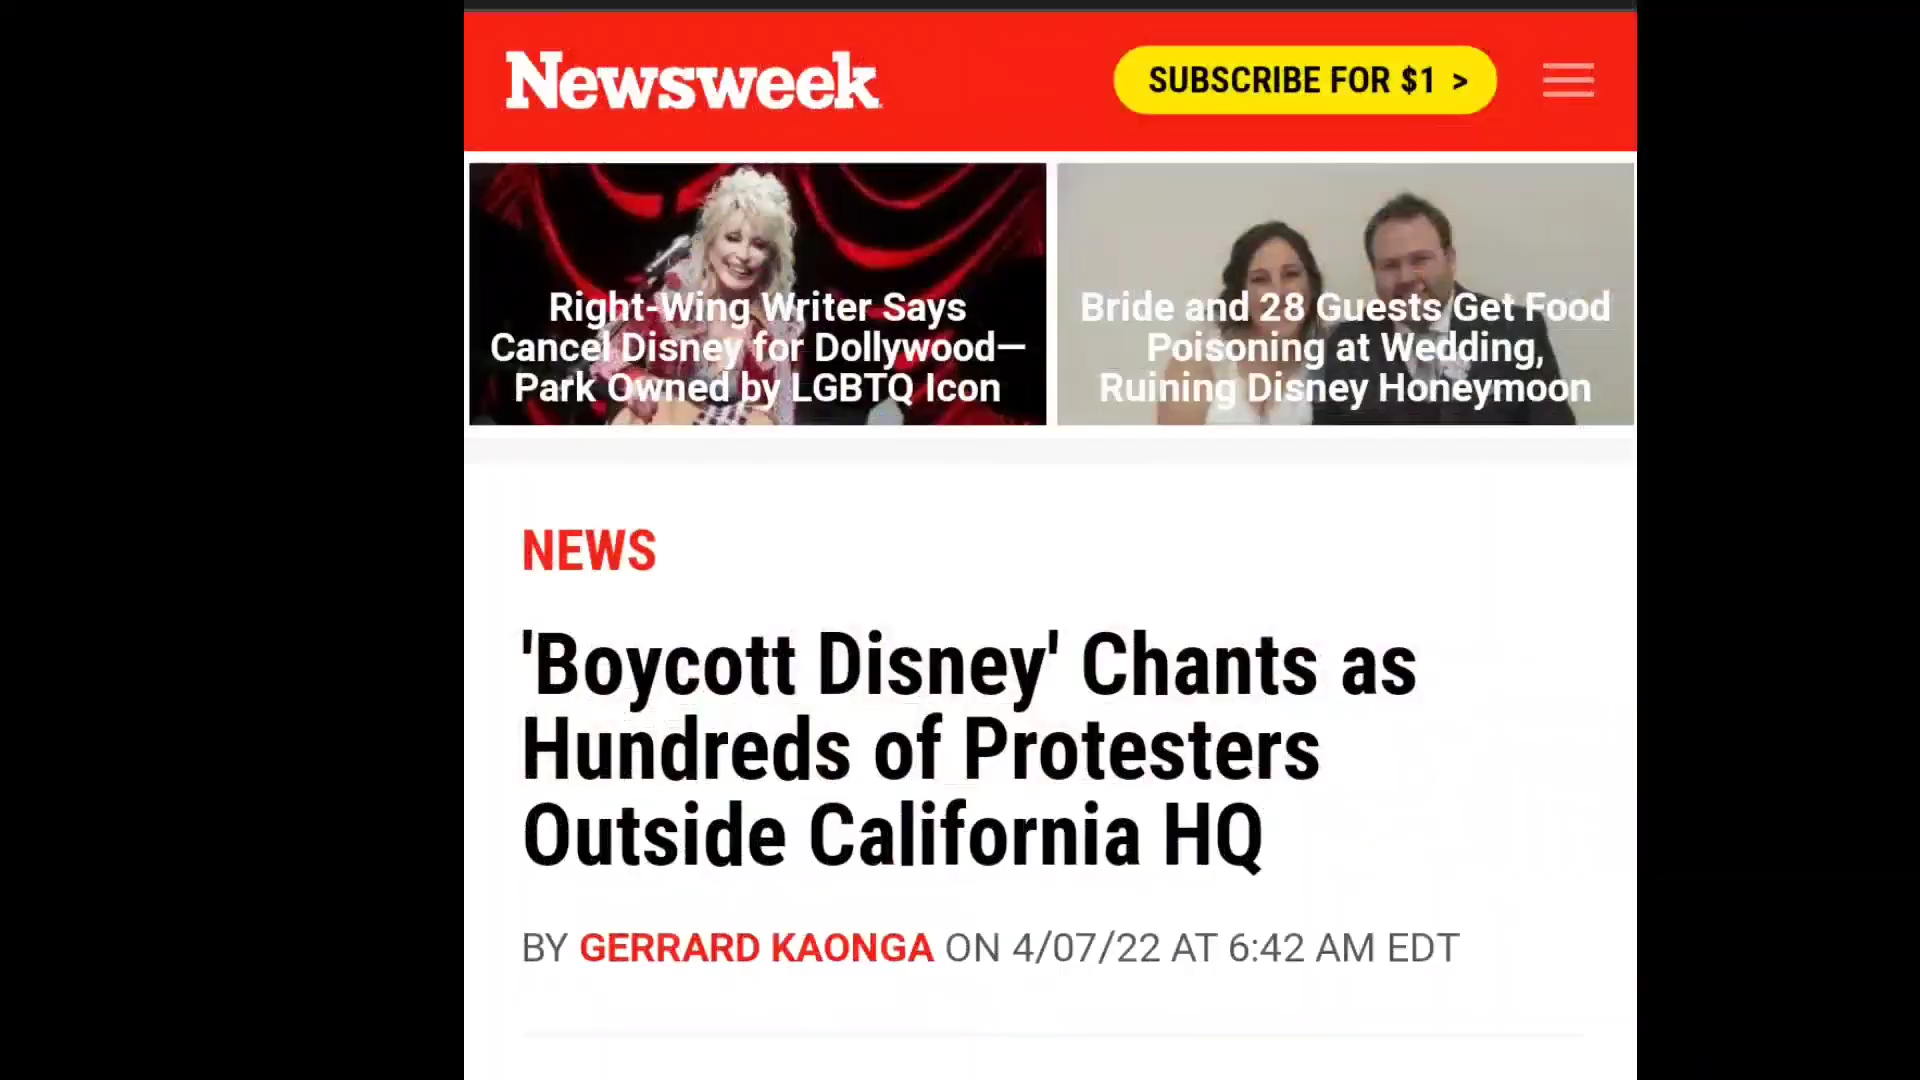 Newsweek
SUBSCRIBE FOR $1 >
Right-Wing Writer Says
Cancel Disney for Dollywood—
Park Owned by LGBTQ Icon
Bride and 28 Guests Get Food
Poisoning at Wedding,
Ruining Disney Honeymoon
NEWS
'Boycott Disney' Chants as
Hundreds of Protesters
Outside California HQ
BY GERRARD KAONGA ON 4/07/22 AT 6:42 AM EDT